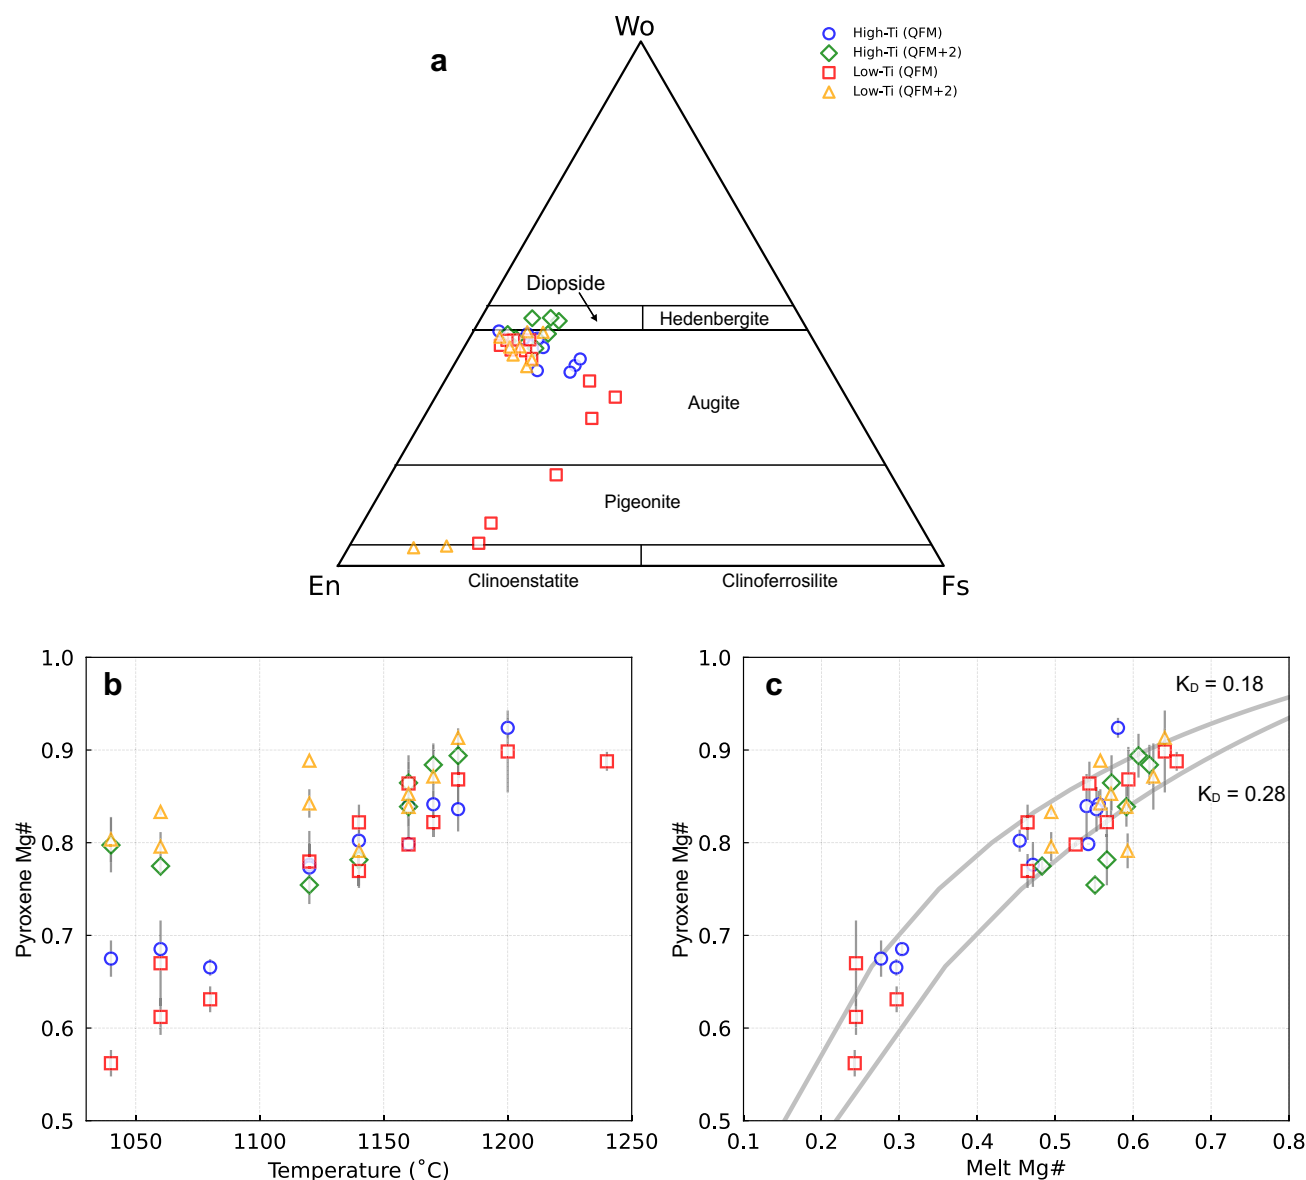 a
Wo
High-Ti (QFM)
High-Ti (QFM+2)
Low-Ti (QFM)
Low-Ti (QFM+2)
Diopside
Hedenbergite
Augite
Pigeonite
En
Clinoenstatite
Clinoferrosilite
Fs
b
Pyroxene Mg#
1.0
0.9
0.8
0.7
0.6
0.5
1050
1100
1150
1200
1250
Temperature (˚C)
c
Pyroxene Mg#
1.0
0.9
0.8
0.7
0.6
0.5
K_D = 0.18
K_D = 0.28
0.1
0.2
0.3
0.4
0.5
0.6
0.7
0.8
Melt Mg#